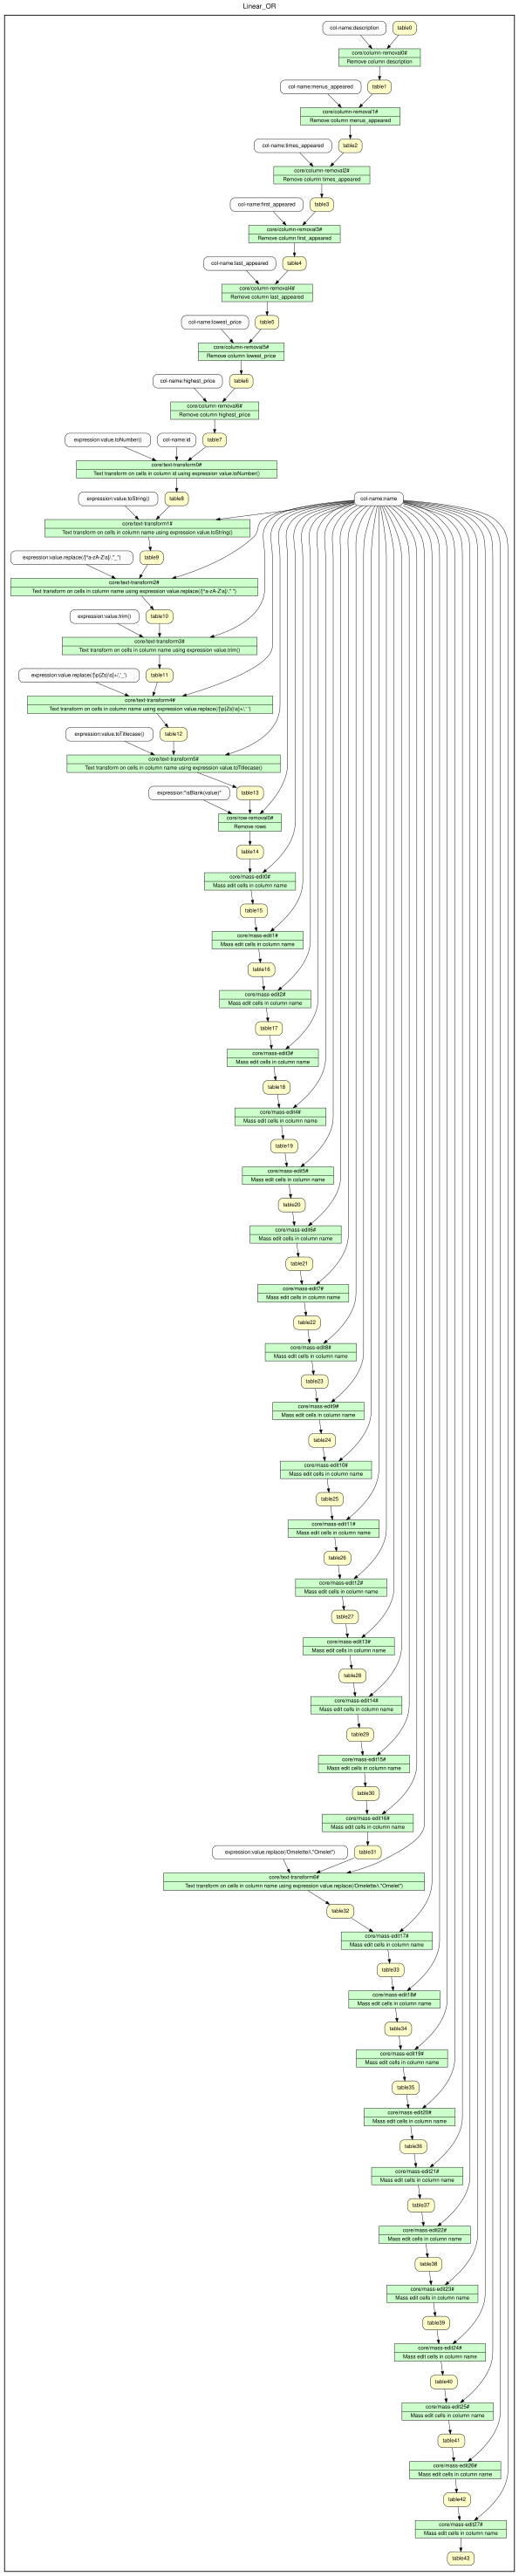 Linear_OR
col-name:description
table0
core/column-removal0#
Remove column description
col-name:menus_appeared
table1
core/column-removal1#
Remove column menus_appeared
col-name:times_appeared
table2
core/column-removal2#
Remove column times_appeared
col-name:first_appeared
table3
core/column-removal3#
Remove column first_appeared
col-name:last_appeared
table4
core/column-removal4#
Remove column last_appeared
col-name:lowest_price
table5
core/column-removal5#
Remove column lowest_price
col-name:highest_price
table6
core/column-removal6#
Remove column highest_price
expression:value.toNumber()
col-name:id
table7
core/text-transform0#
Text transform on cells in column id using expression value.toNumber()
expression:value.toString()
table8
col-name:name
core/text-transform1#
Text transform on cells in column name using expression value.toString()
expression:value.replace(/[^a-zA-Z\s]/,"_")
table9
core/text-transform2#
Text transform on cells in column name using expression value.replace(/[^a-zA-Z\s]/," ")
expression:value.trim()
table10
core/text-transform3#
Text transform on cells in column name using expression value.trim()
expression:value.replace(/[\p{Zs}\s]+/,'_')
table11
core/text-transform4#
Text transform on cells in column name using expression value.replace(/[\p{Zs}\s]+/,' ')
expression:value.toTitlecase()
table12
core/text-transform5#
Text transform on cells in column name using expression value.toTitlecase()
expression:"isBlank(value)"
table13
core/row-removal0#
Remove rows
table14
core/mass-edit0#
Mass edit cells in column name
table15
core/mass-edit1#
Mass edit cells in column name
table16
core/mass-edit2#
Mass edit cells in column name
table17
core/mass-edit3#
Mass edit cells in column name
table18
core/mass-edit4#
Mass edit cells in column name
table19
core/mass-edit5#
Mass edit cells in column name
table20
core/mass-edit6#
Mass edit cells in column name
table21
core/mass-edit7#
Mass edit cells in column name
table22
core/mass-edit8#
Mass edit cells in column name
table23
core/mass-edit9#
Mass edit cells in column name
table24
core/mass-edit10#
Mass edit cells in column name
table25
core/mass-edit11#
Mass edit cells in column name
table26
core/mass-edit12#
Mass edit cells in column name
table27
core/mass-edit13#
Mass edit cells in column name
table28
core/mass-edit14#
Mass edit cells in column name
table29
core/mass-edit15#
Mass edit cells in column name
table30
core/mass-edit16#
Mass edit cells in column name
expression:value.replace(/Omelette/,"Omelet")
table31
core/text-transform6#
Text transform on cells in column name using expression value.replace(/Omelette/,"Omelet")
table32
core/mass-edit17#
Mass edit cells in column name
table33
core/mass-edit18#
Mass edit cells in column name
table34
core/mass-edit19#
Mass edit cells in column name
table35
core/mass-edit20#
Mass edit cells in column name
table36
core/mass-edit21#
Mass edit cells in column name
table37
core/mass-edit22#
Mass edit cells in column name
table38
core/mass-edit23#
Mass edit cells in column name
table39
core/mass-edit24#
Mass edit cells in column name
table40
core/mass-edit25#
Mass edit cells in column name
table41
core/mass-edit26#
Mass edit cells in column name
table42
core/mass-edit27#
Mass edit cells in column name
table43